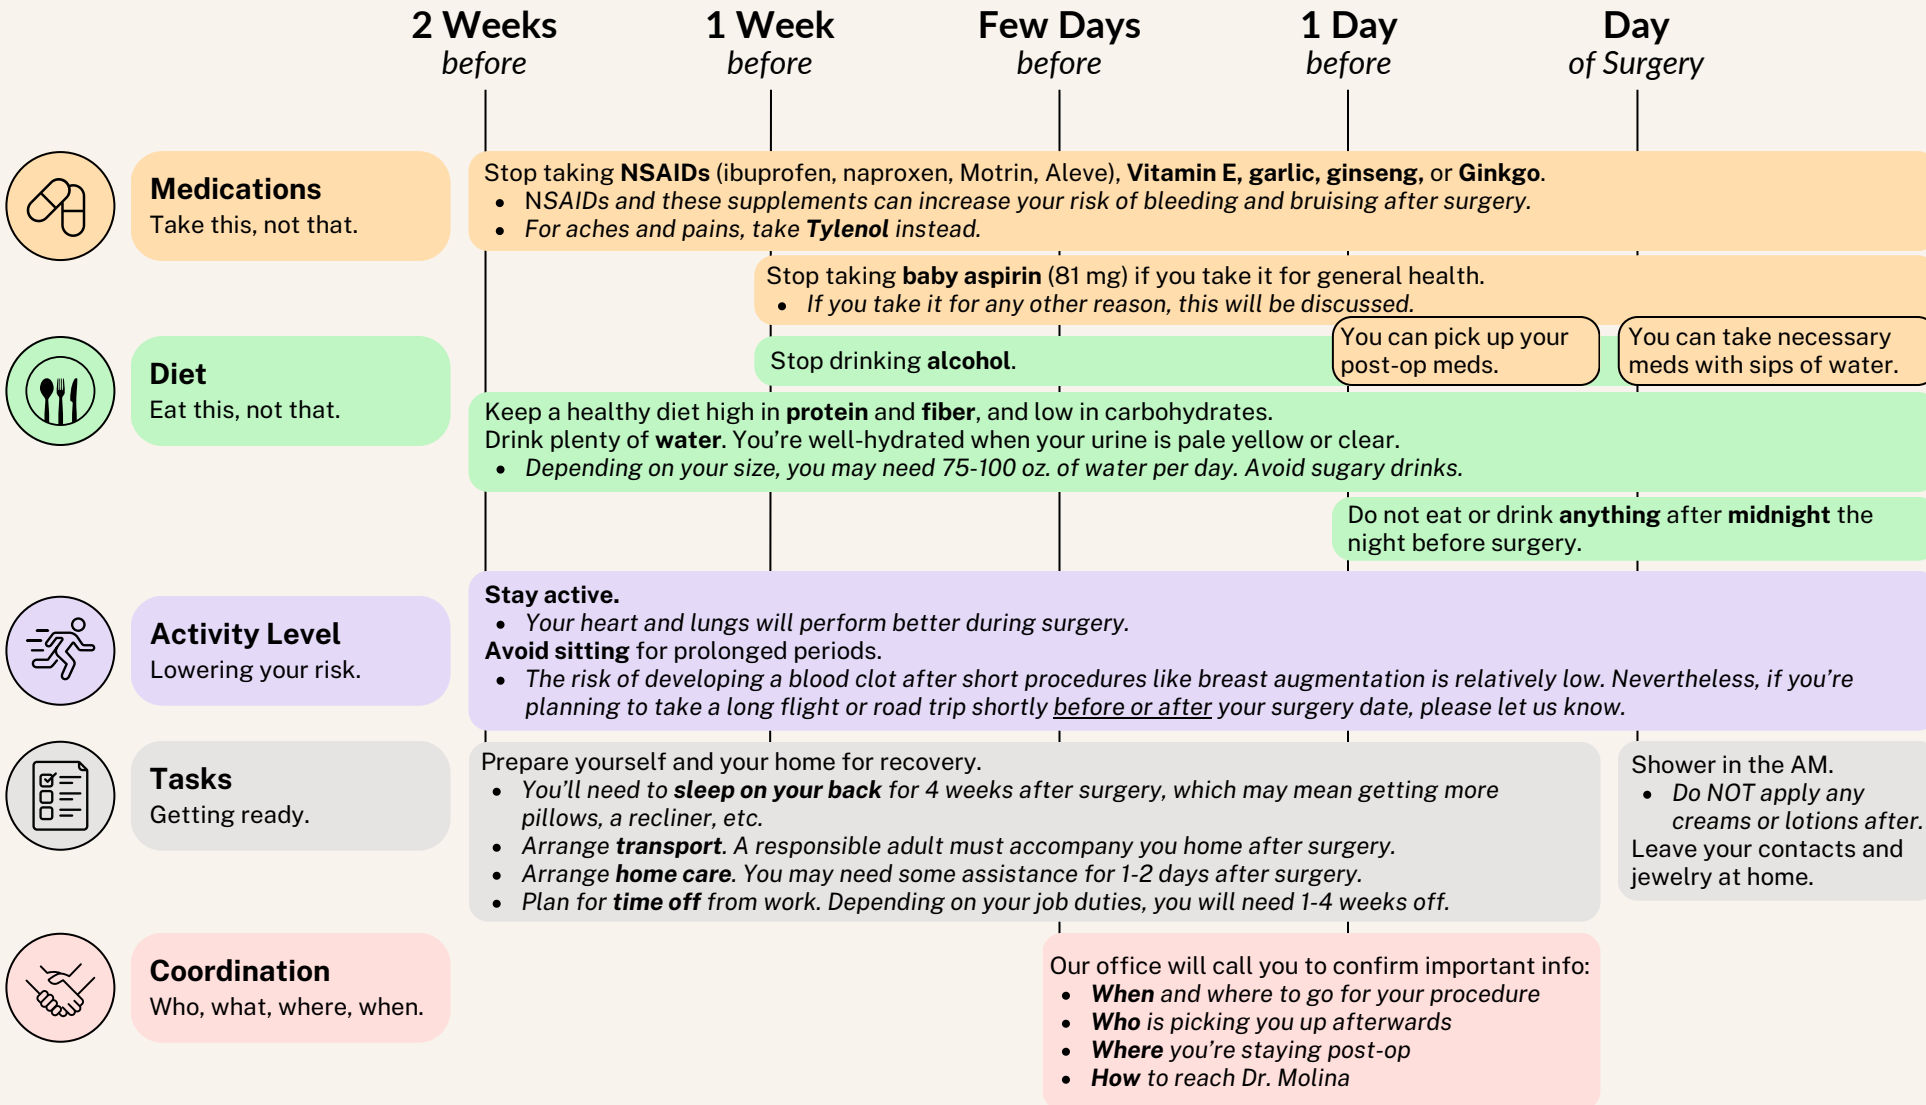 2 Weeks
before
1 Week
before
Few Days
before
1 Day
before
Day
of Surgery
Medications
Take this, not that.
Stop taking NSAIDs (ibuprofen, naproxen, Motrin, Aleve), Vitamin E, garlic, ginseng, or Ginkgo.
• NSAIDs and these supplements can increase your risk of bleeding and bruising after surgery.
• For aches and pains, take Tylenol instead.
Stop taking baby aspirin (81 mg) if you take it for general health.
• If you take it for any other reason, this will be discussed.
You can pick up your
post-op meds.
You can take necessary
meds with sips of water.
Diet
Eat this, not that.
Stop drinking alcohol.
Keep a healthy diet high in protein and fiber, and low in carbohydrates.
Drink plenty of water. You’re well-hydrated when your urine is pale yellow or clear.
• Depending on your size, you may need 75-100 oz. of water per day. Avoid sugary drinks.
Do not eat or drink anything after midnight the
night before surgery.
Activity Level
Lowering your risk.
Stay active.
• Your heart and lungs will perform better during surgery.
Avoid sitting for prolonged periods.
• The risk of developing a blood clot after short procedures like breast augmentation is relatively low. Nevertheless, if you’re
planning to take a long flight or road trip shortly before or after your surgery date, please let us know.
Tasks
Getting ready.
Prepare yourself and your home for recovery.
• You’ll need to sleep on your back for 4 weeks after surgery, which may mean getting more
pillows, a recliner, etc.
• Arrange transport. A responsible adult must accompany you home after surgery.
• Arrange home care. You may need some assistance for 1-2 days after surgery.
• Plan for time off from work. Depending on your job duties, you will need 1-4 weeks off.
Shower in the AM.
• Do NOT apply any
creams or lotions after.
Leave your contacts and
jewelry at home.
Coordination
Who, what, where, when.
Our office will call you to confirm important info:
• When and where to go for your procedure
• Who is picking you up afterwards
• Where you’re staying post-op
• How to reach Dr. Molina